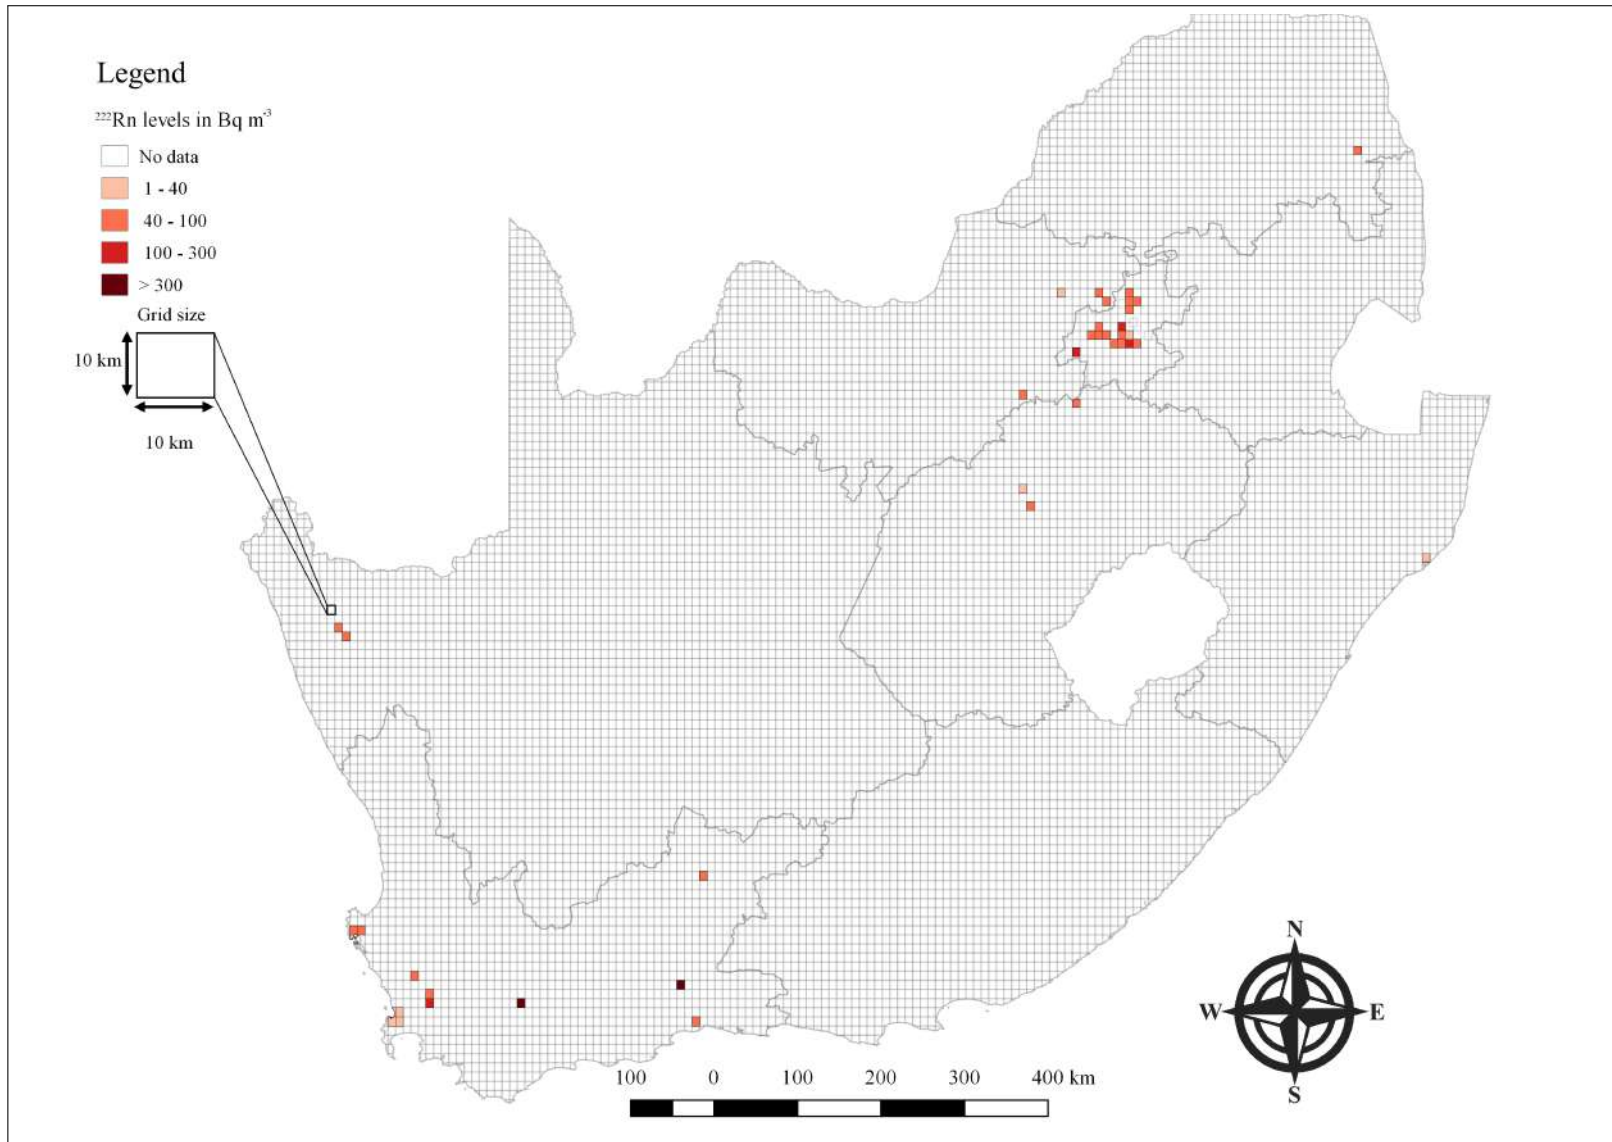 Legend
²²²Rn levels in Bq m⁻³
No data
1 - 40
40 - 100
100 - 300
> 300
Grid size
10 km
10 km
N
W E
S
100 0 100 200 300 400 km